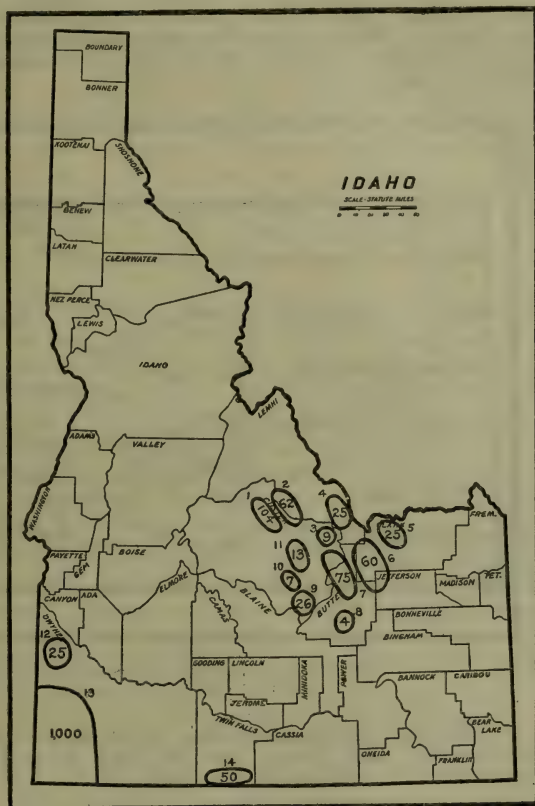 BOUNDARY
BONNER
KOOTENAI
SHOSHONE
BENEW
LATAH
CLEARWATER
NEZ PERCE
LEWIS
IDAHO
SCALE-STATUTE MILES
IDAHO
LEMHI
ADAMS
VALLEY
WASHINGTON
1
104
CUSTER
2
62
4
25
3
9
CLARK
25
5
FREM.
PAYETTE
GEM
BOISE
11
13
10
7
9
26
75
7
60
6
BUTTE
4
8
JEFFERSON
MADISON
TET.
CANYON
ADA
ELMORE
CAMAS
BLAINE
BONNEVILLE
BINGHAM
OWYHEE
12
25
GOODING
LINCOLN
MINIDOKA
POWER
BANNOCK
CARIBOU
JEROME
13
1,000
TWIN FALLS
CASSIA
ONEIDA
FRANKLIN
BEAR
LAKE
14
50